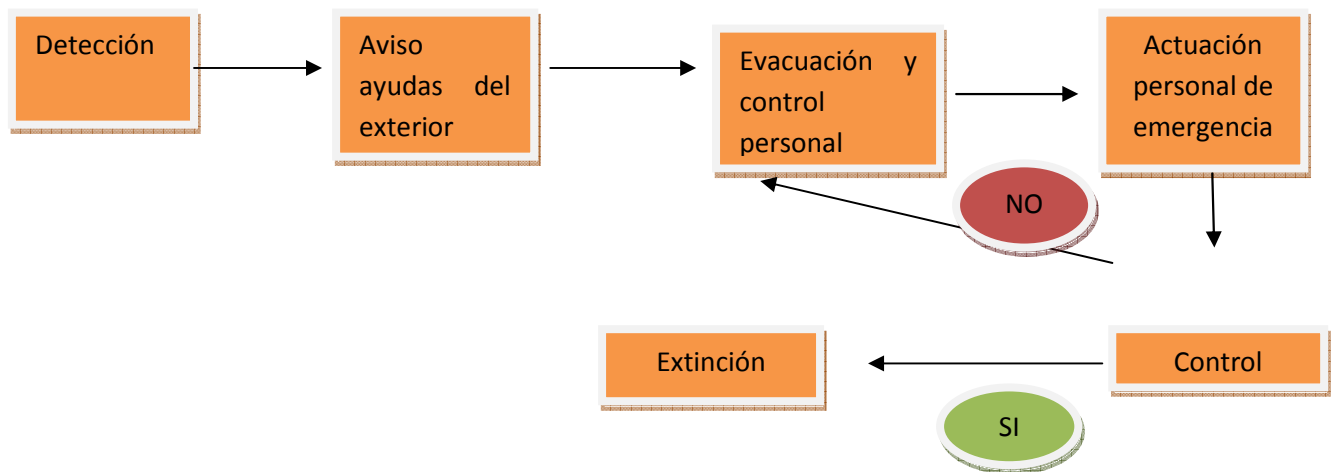 Detección
Aviso
ayudas del
exterior
Evacuación y
control
personal
Actuación
personal de
emergencia
NO
Extinción
Control
SI